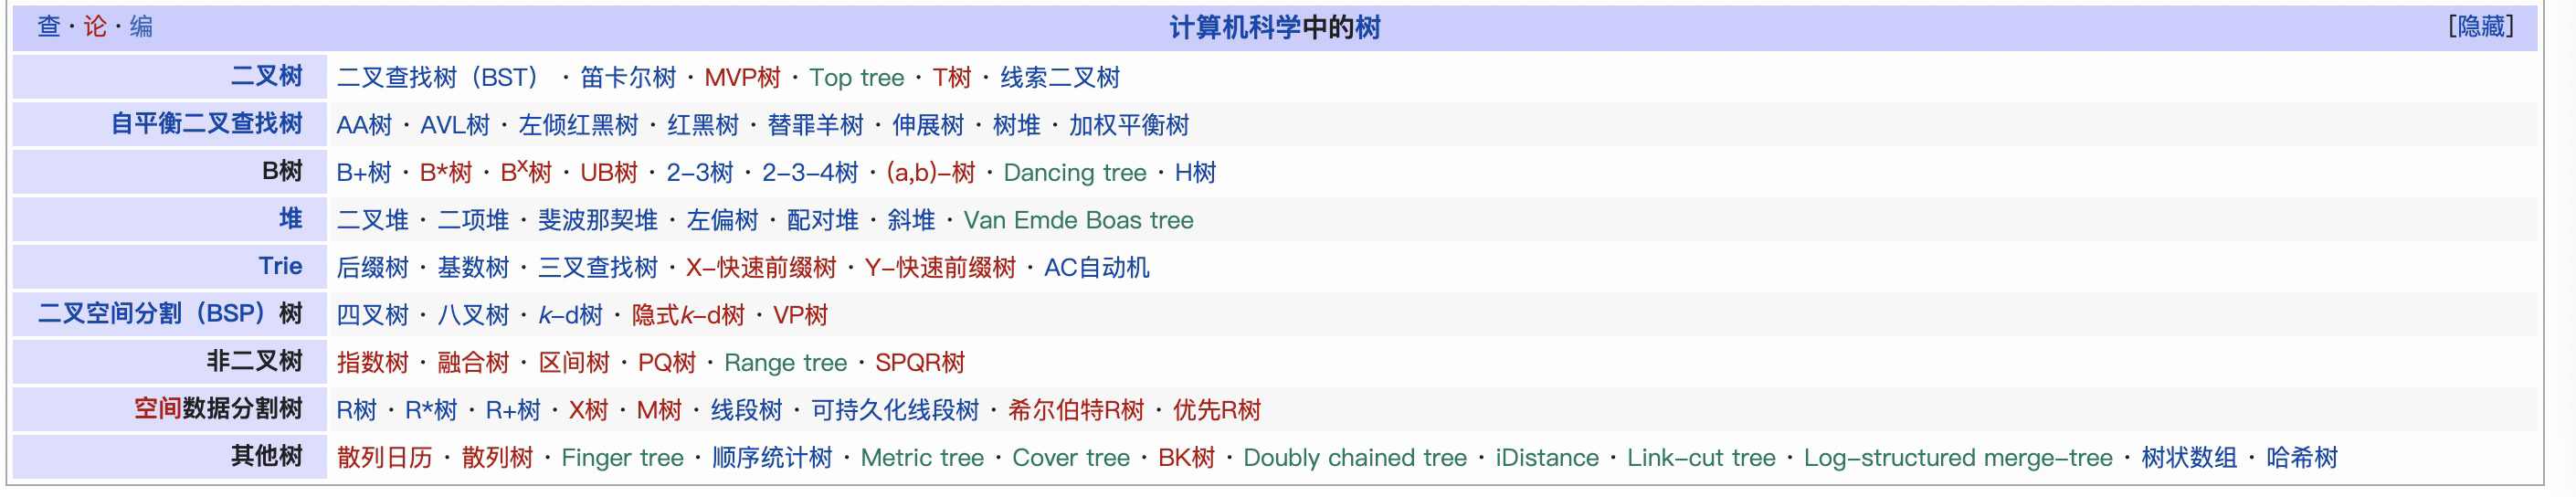 查·论·编 计算机科学中的树 [隐藏]
二叉树 二叉查找树（BST） · 笛卡尔树 · MVP树 · Top tree · T树 · 线索二叉树
自平衡二叉查找树 AA树 · AVL树 · 左倾红黑树 · 红黑树 · 替罪羊树 · 伸展树 · 树堆 · 加权平衡树
B树 B+树 · B*树 · Bˣ树 · UB树 · 2-3树 · 2-3-4树 · (a,b)-树 · Dancing tree · H树
堆 二叉堆 · 二项堆 · 斐波那契堆 · 左偏树 · 配对堆 · 斜堆 · Van Emde Boas tree
Trie 后缀树 · 基数树 · 三叉查找树 · X-快速前缀树 · Y-快速前缀树 · AC自动机
二叉空间分割（BSP）树 四叉树 · 八叉树 · k-d树 · 隐式k-d树 · VP树
非二叉树 指数树 · 融合树 · 区间树 · PQ树 · Range tree · SPQR树
空间数据分割树 R树 · R*树 · R+树 · X树 · M树 · 线段树 · 可持久化线段树 · 希尔伯特R树 · 优先R树
其他树 散列日历 · 散列树 · Finger tree · 顺序统计树 · Metric tree · Cover tree · BK树 · Doubly chained tree · iDistance · Link-cut tree · Log-structured merge-tree · 树状数组 · 哈希树